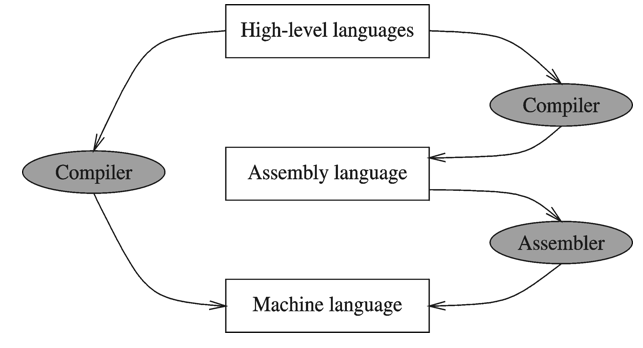 High-level languages
Compiler
Compiler
Assembly language
Assembler
Machine language